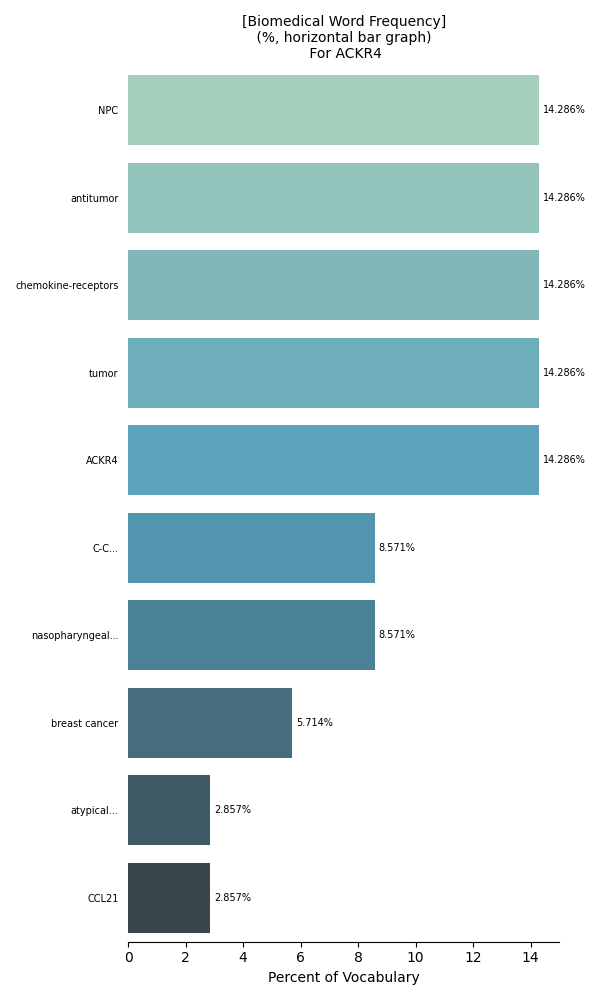 [Biomedical Word Frequency]
(%, horizontal bar graph)
For ACKR4
NPC
14.286%
antitumor
14.286%
chemokine-receptors
14.286%
tumor
14.286%
ACKR4
14.286%
C-C...
8.571%
nasopharyngeal...
8.571%
breast cancer
5.714%
atypical...
2.857%
CCL21
2.857%
0 2 4 6 8 10 12 14
Percent of Vocabulary